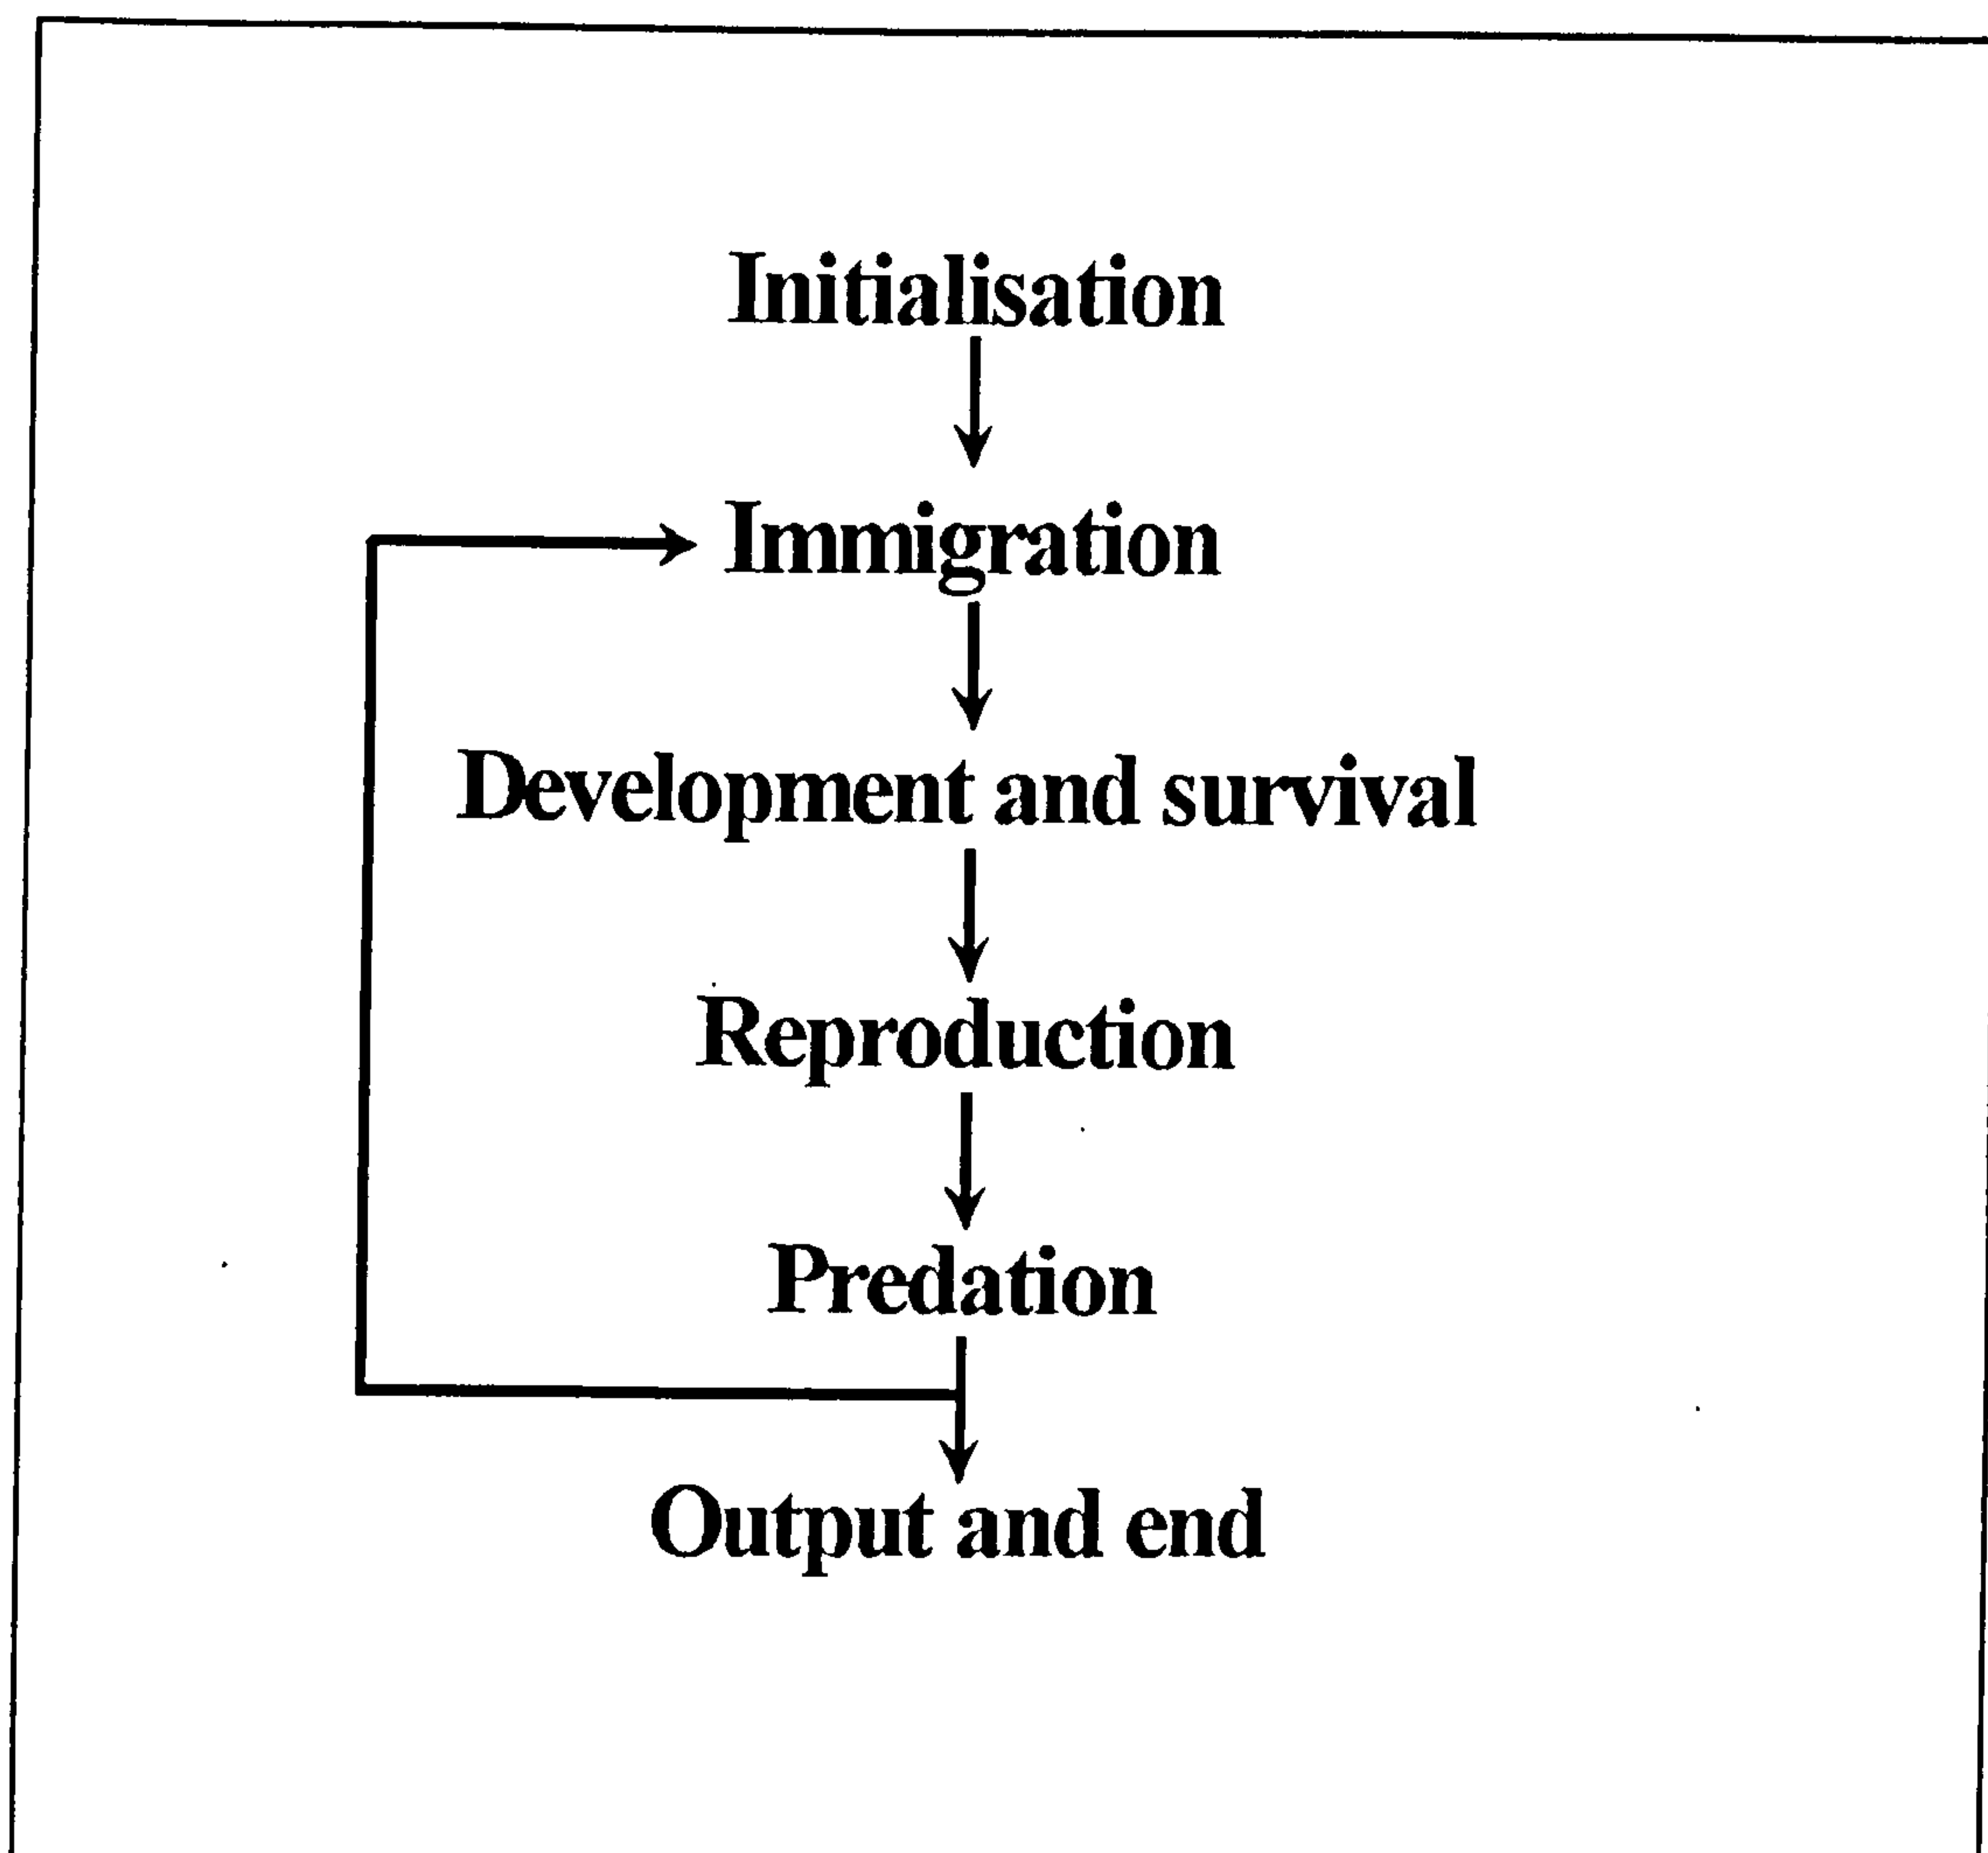 Initialisation
Immigration
Development and survival
Reproduction
Predation
Output and end